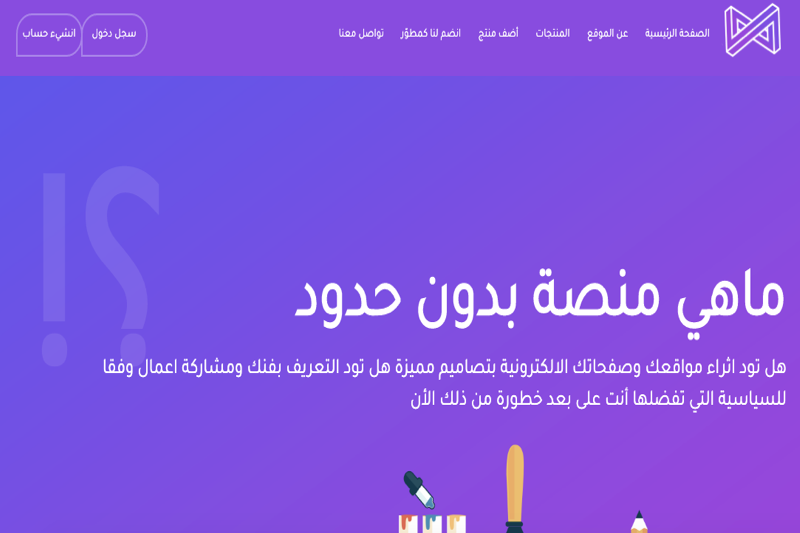 الصفحة الرئيسية
عن الموقع
المنتجات
أضف منتج
انضم لنا كمطوّر
تواصل معنا
سجل دخول
انشيء حساب
؟!
ماهي منصة بدون حدود
هل تود اثراء مواقعك وصفحاتك الالكترونية بتصاميم مميزة هل تود التعريف بفنك ومشاركة اعمال وفقا
للسياسية التي تفضلها أنت على بعد خطورة من ذلك الأن